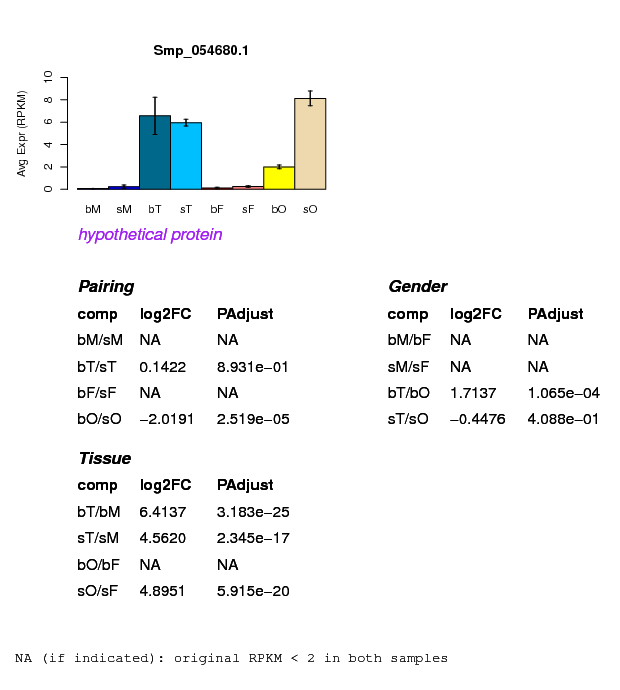 Smp_054680.1
Avg Expr (RPKM)
0 2 4 6 8 10
bM sM bT sT bF sF bO sO
hypothetical protein
Pairing
comp log2FC PAdjust
bM/sM NA NA
bT/sT 0.1422 8.931e−01
bF/sF NA NA
bO/sO −2.0191 2.519e−05
Gender
comp log2FC PAdjust
bM/bF NA NA
sM/sF NA NA
bT/bO 1.7137 1.065e−04
sT/sO −0.4476 4.088e−01
Tissue
comp log2FC PAdjust
bT/bM 6.4137 3.183e−25
sT/sM 4.5620 2.345e−17
bO/bF NA NA
sO/sF 4.8951 5.915e−20
NA (if indicated): original RPKM < 2 in both samples